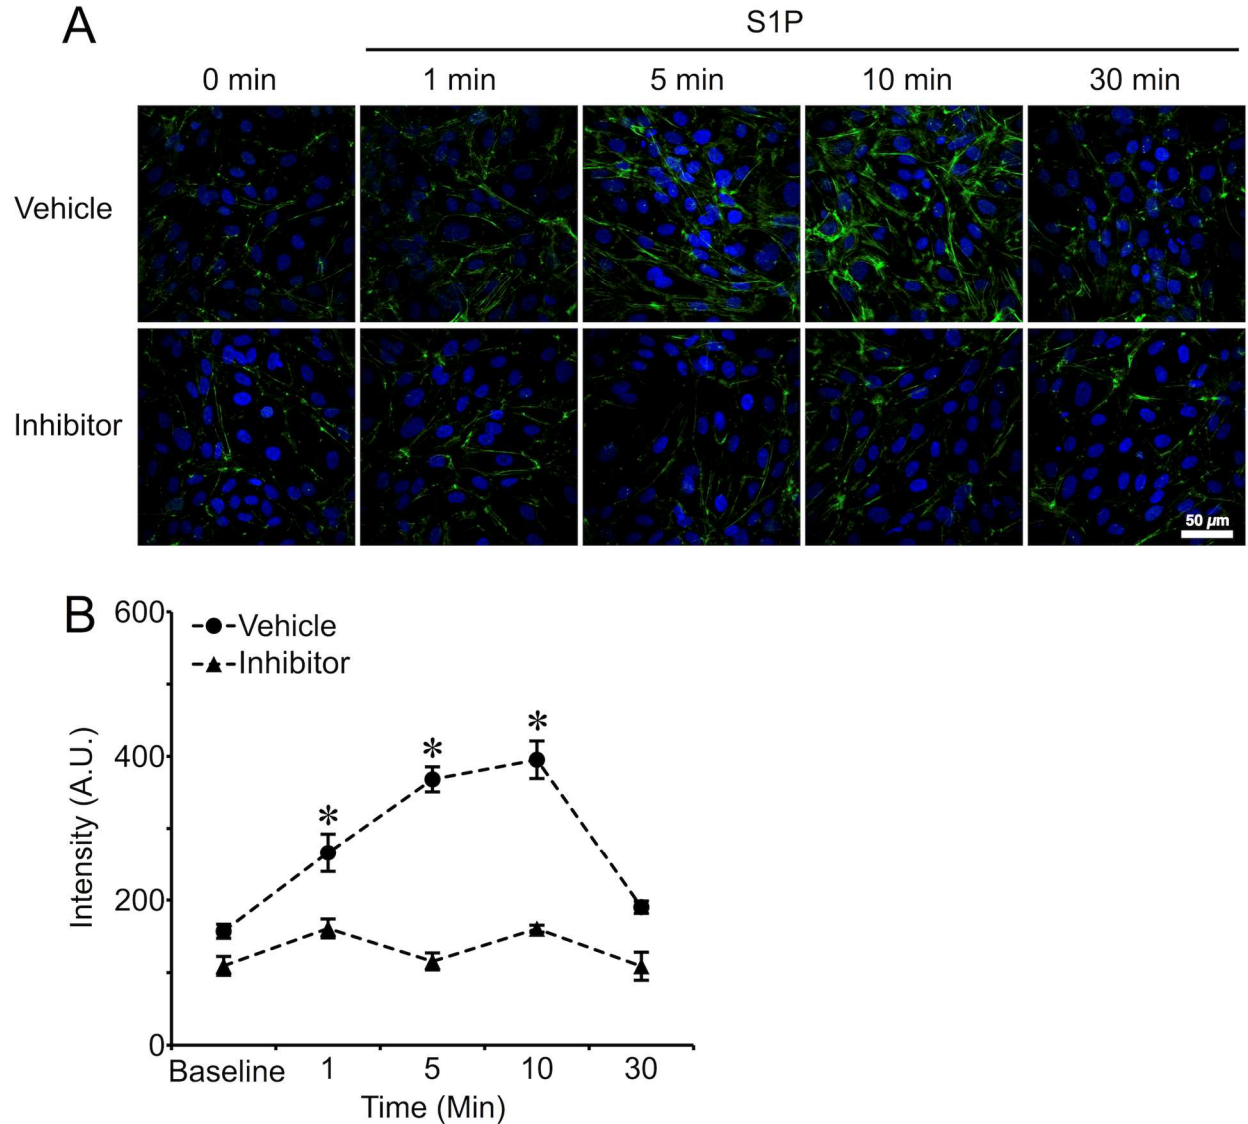 A
S1P
0 min 1 min 5 min 10 min 30 min
Vehicle
Inhibitor
50 µm
B
600
Vehicle
Inhibitor
*
*
400
*
Intensity (A.U.)
200
0
Baseline 1 5 10 30
Time (Min)